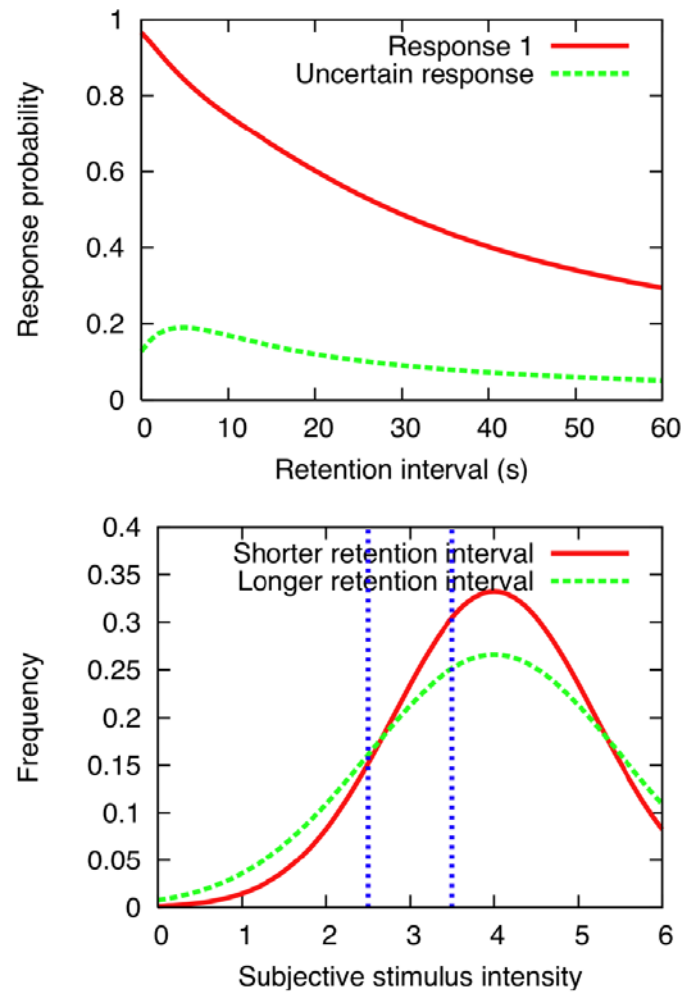 1
Response 1
Uncertain response
0.8
0.6
0.4
0.2
0
Response probability
0 10 20 30 40 50 60
Retention interval (s)
0.4
Shorter retention interval
0.35
Longer retention interval
0.3
0.25
0.2
0.15
0.1
0.05
0
Frequency
0 1 2 3 4 5 6
Subjective stimulus intensity